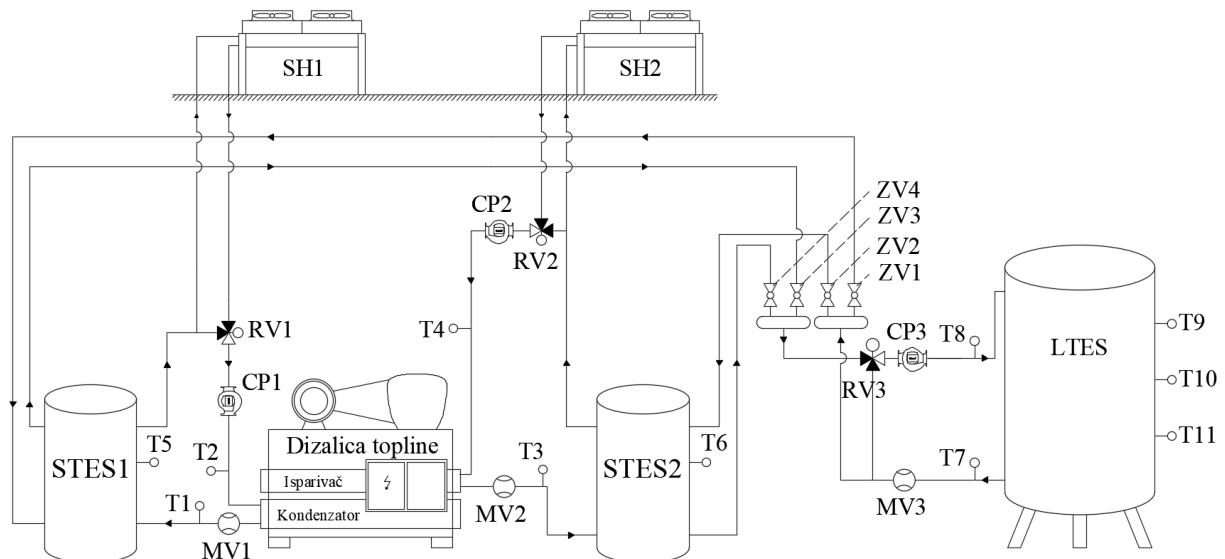 SH1
SH2
ZV4
ZV3
ZV2
ZV1
CP2
RV2
T4
RV1
CP1
CP3
T8
RV3
T9
LTES
T10
T11
T5
T2
Dizalica topline
T3
T6
T7
STES1
Isparivač
STES2
T1
Kondenzator
MV2
MV3
MV1